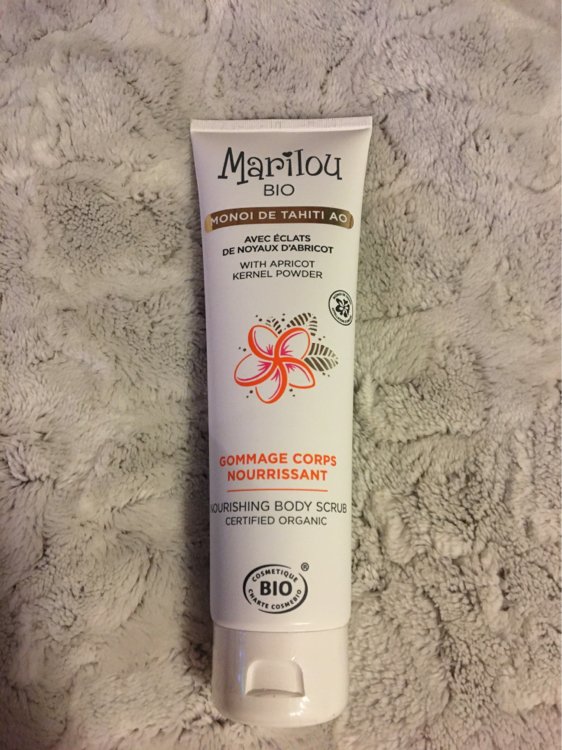 Marilou
BIO
MONOI DE TAHITI AO
AVEC ÉCLATS
DE NOYAUX D'ABRICOT
WITH APRICOT
KERNEL POWDER
GOMMAGE CORPS
NOURRISSANT
NOURISHING BODY SCRUB
CERTIFIED ORGANIC
COSMETIQUE
BIO
CHARTE COSMEBIO
®